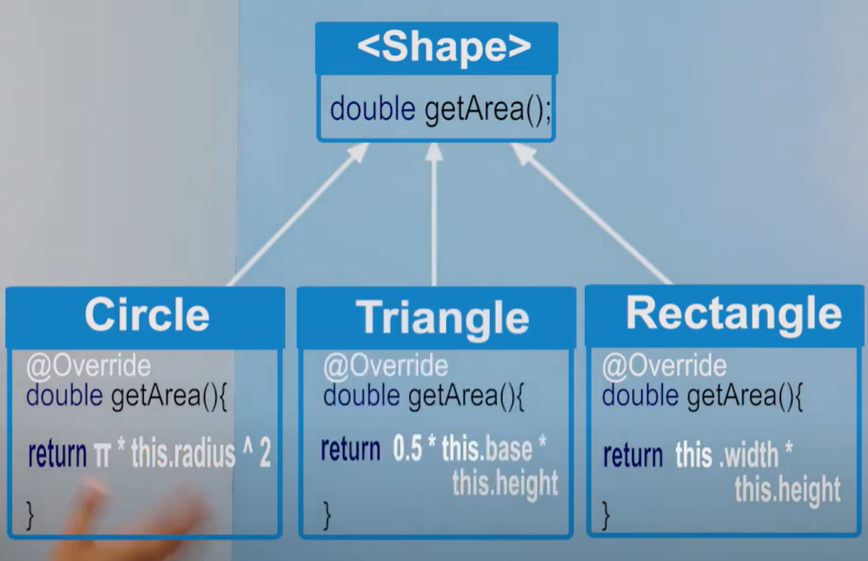 <Shape>
double getArea();
Circle
@Override
double getArea(){
return π * this.radius ^ 2
}
Triangle
@Override
double getArea(){
return 0.5 * this.base *
this.height
}
Rectangle
@Override
double getArea(){
return this .width *
this.height
}